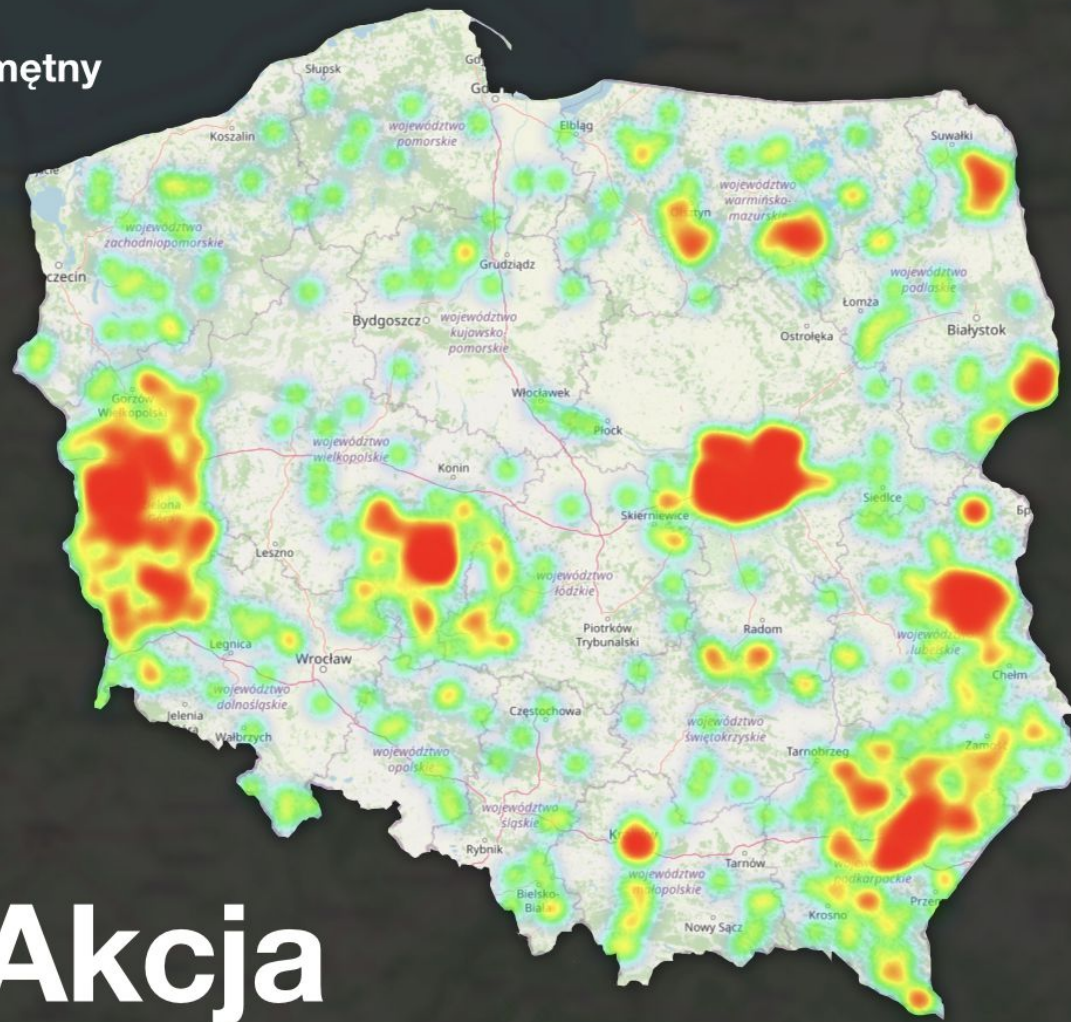 mętny
Słupsk
Koszalin
województwo
pomorskie
Elbląg
Suwałki
województwo
warmińsko-
mazurskie
województwo
zachodniopomorskie
Grudziądz
województwo
podlaskie
Łomża
Białystok
Ostrołęka
Bydgoszcz
województwo
kujawsko-
pomorskie
Gorzów
Wielkopolski
Włocławek
Płock
województwo
wielkopolskie
Konin
Siedlce
Skierniewice
Leszno
województwo
łódzkie
Piotrków
Trybunalski
Radom
Legnica
Wrocław
Chełm
województwo
dolnośląskie
Jelenia
Wałbrzych
Częstochowa
województwo
świętokrzyskie
Tarnobrzeg
województwo
opolskie
województwo
śląskie
Rybnik
Tarnów
województwo
małopolskie
podkarpackie
Bielsko-
Biała
Krosno
Nowy Sącz
Akcja